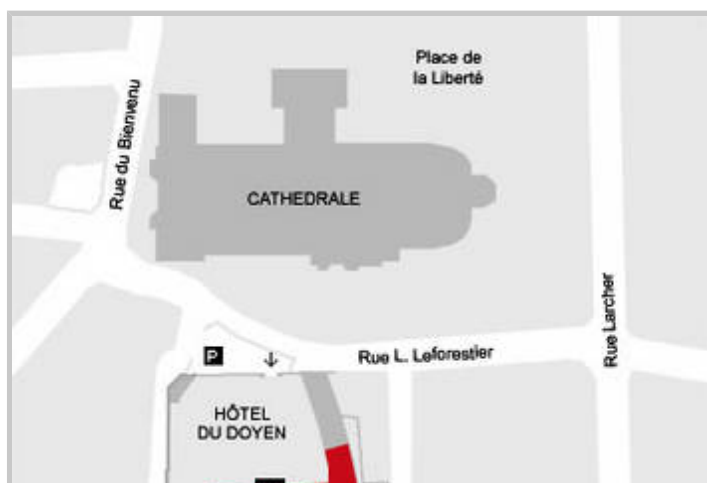 Place de
la Liberté
Rue du Bienvenu
CATHEDRALE
Rue Larcher
P
Rue L. Leforestier
HÔTEL
DU DOYEN